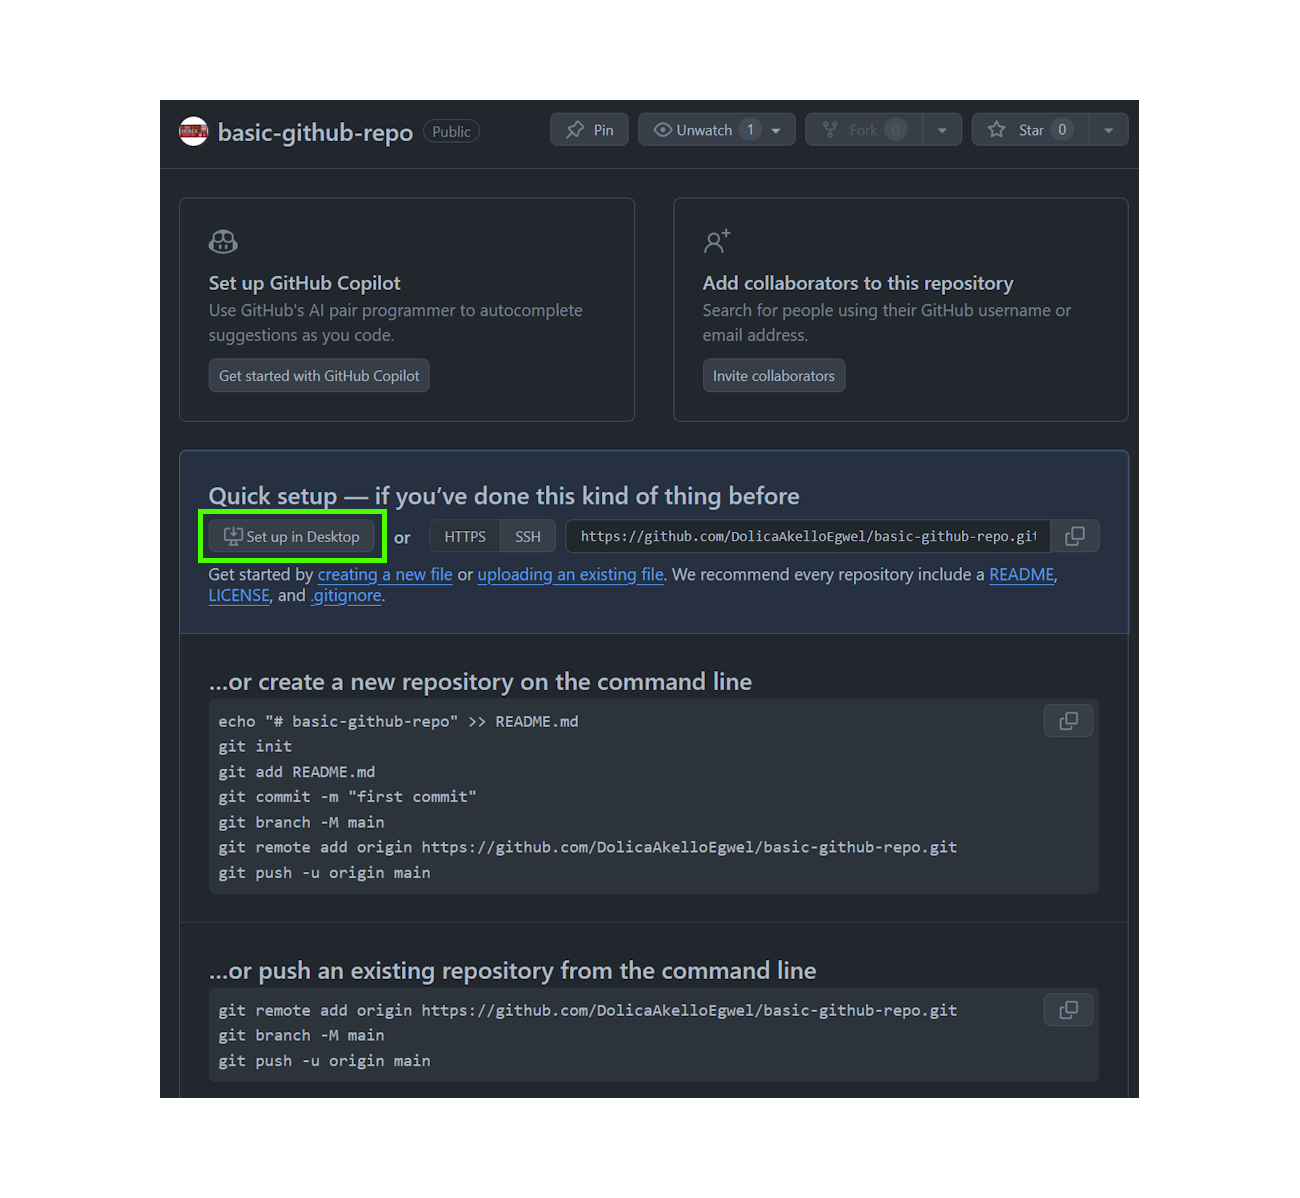 basic-github-repo Public Pin Unwatch 1 Fork 0 Star 0
Set up GitHub Copilot
Use GitHub's AI pair programmer to autocomplete
suggestions as you code.
Get started with GitHub Copilot
Add collaborators to this repository
Search for people using their GitHub username or
email address.
Invite collaborators
Quick setup — if you’ve done this kind of thing before
Set up in Desktop or HTTPS SSH https://github.com/DolicaAkelloEgwel/basic-github-repo.git
Get started by creating a new file or uploading an existing file. We recommend every repository include a README,
LICENSE, and .gitignore.
…or create a new repository on the command line
echo "# basic-github-repo" >> README.md
git init
git add README.md
git commit -m "first commit"
git branch -M main
git remote add origin https://github.com/DolicaAkelloEgwel/basic-github-repo.git
git push -u origin main
…or push an existing repository from the command line
git remote add origin https://github.com/DolicaAkelloEgwel/basic-github-repo.git
git branch -M main
git push -u origin main